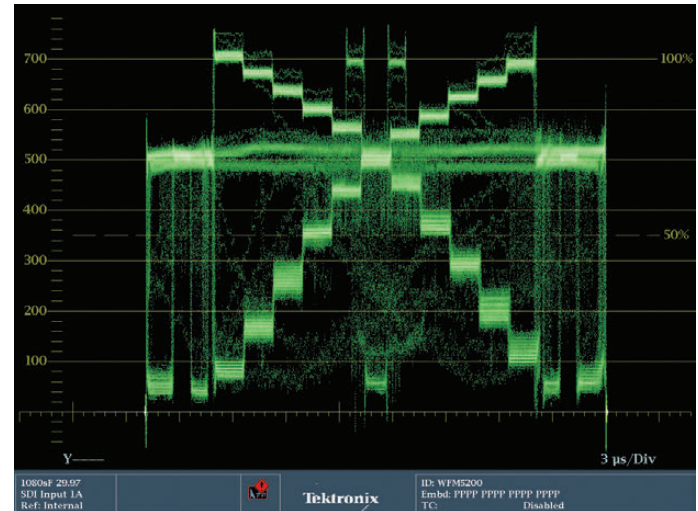 700
100%
600
500
400
50%
300
200
100
Y----
3 µs/Div
1080sF 29.97
SDI Input 1A
Ref: Internal
Tektronix
ID: WFM5200
Embd: PPPP PPPP PPPP PPPP
TC: Disabled